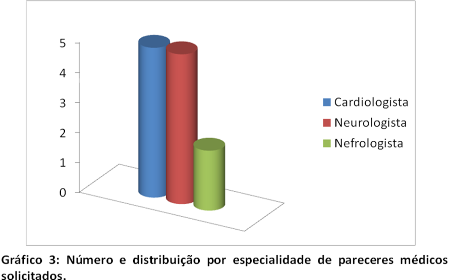 5
4
3
2
1
0
Cardiologista
Neurologista
Nefrologista
Gráfico 3: Número e distribuição por especialidade de pareceres médicos
solicitados.